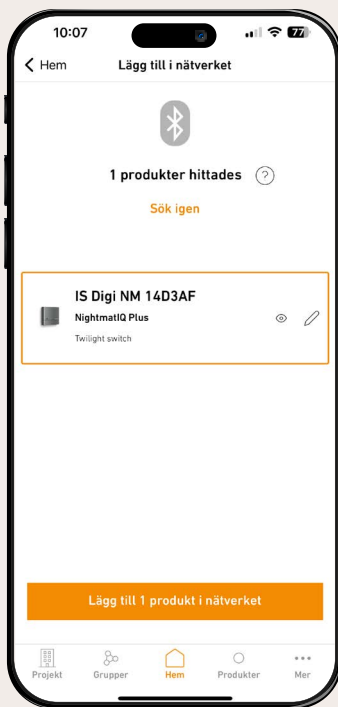 10:07
77
Hem
Lägg till i nätverket
1 produkter hittades ?
Sök igen
IS Digi NM 14D3AF
NightmatIQ Plus
Twilight switch
Lägg till 1 produkt i nätverket
Projekt Grupper Hem Produkter Mer